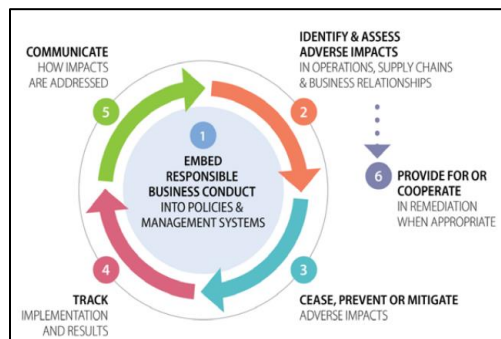 COMMUNICATE
HOW IMPACTS
ARE ADDRESSED
5
IDENTIFY & ASSESS
ADVERSE IMPACTS
IN OPERATIONS, SUPPLY CHAINS
& BUSINESS RELATIONSHIPS
2
1
EMBED
RESPONSIBLE
BUSINESS CONDUCT
INTO POLICIES &
MANAGEMENT SYSTEMS
6
PROVIDE FOR OR
COOPERATE
IN REMEDIATION
WHEN APPROPRIATE
4
TRACK
IMPLEMENTATION
AND RESULTS
3
CEASE, PREVENT OR MITIGATE
ADVERSE IMPACTS